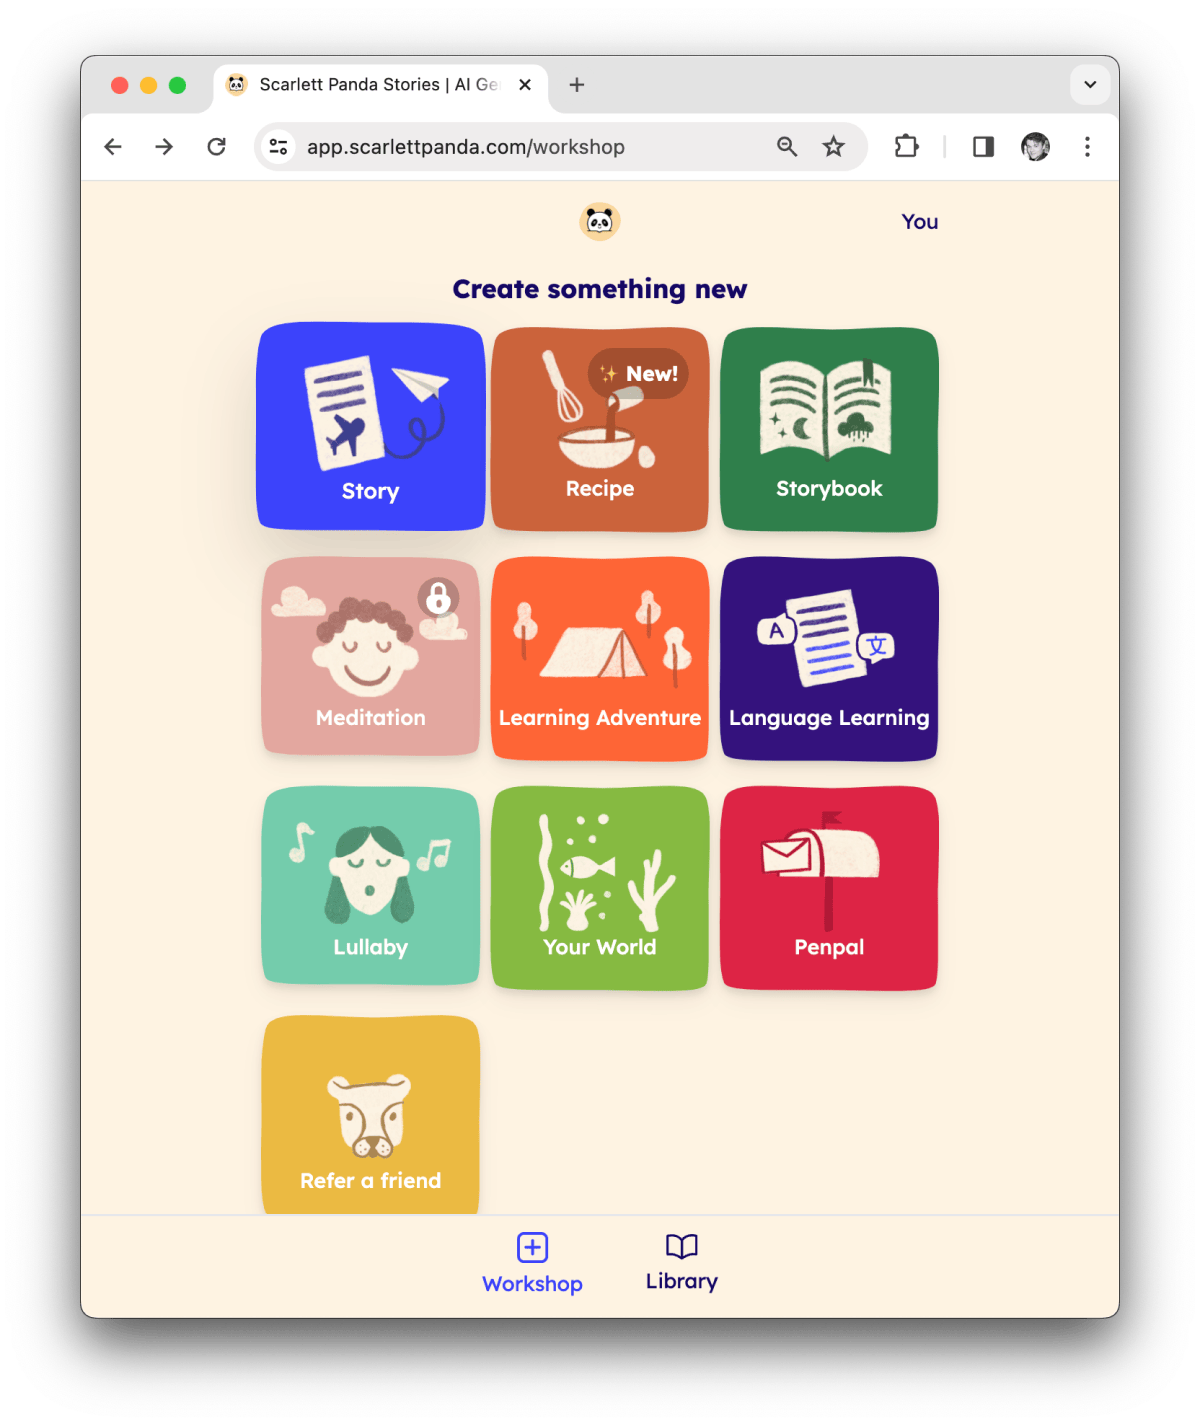 Scarlett Panda Stories | AI Ge
app.scarlettpanda.com/workshop
You
Create something new
Story
✨ New!
Recipe
Storybook
Meditation
Learning Adventure
A
文
Language Learning
Lullaby
Your World
Penpal
Refer a friend
Workshop
Library